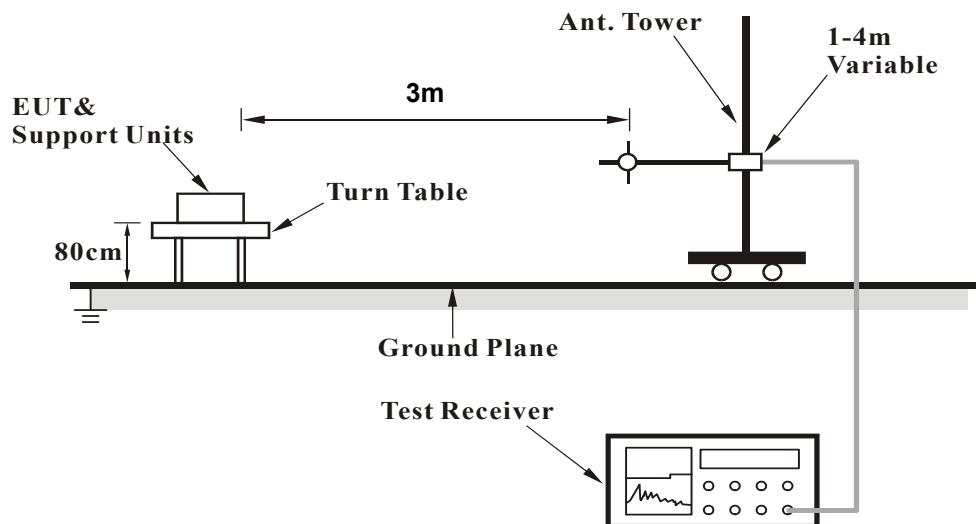 Ant. Tower
1-4m
Variable
3m
EUT&
Support Units
Turn Table
80cm
Ground Plane
Test Receiver